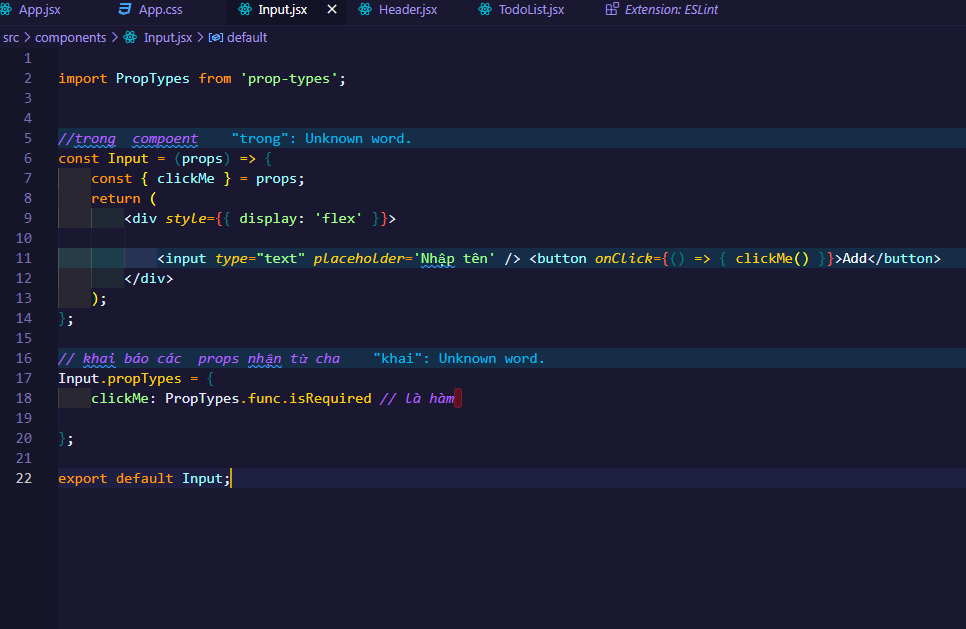 App.jsx App.css Input.jsx Header.jsx TodoList.jsx Extension: ESLint
src > components > Input.jsx > default
1
2 import PropTypes from 'prop-types';
3
4
5 //trong  compoent "trong": Unknown word.
6 const Input = (props) => {
7 const { clickMe } = props;
8 return (
9 <div style={{ display: 'flex' }}>
10
11 <input type="text" placeholder='Nhập tên' /> <button onClick={() => { clickMe() }}>Add</button>
12 </div>
13 );
14 };
15
16 // khai báo các  props nhận từ cha "khai": Unknown word.
17 Input.propTypes = {
18 clickMe: PropTypes.func.isRequired // là hàm
19
20 };
21
22 export default Input;